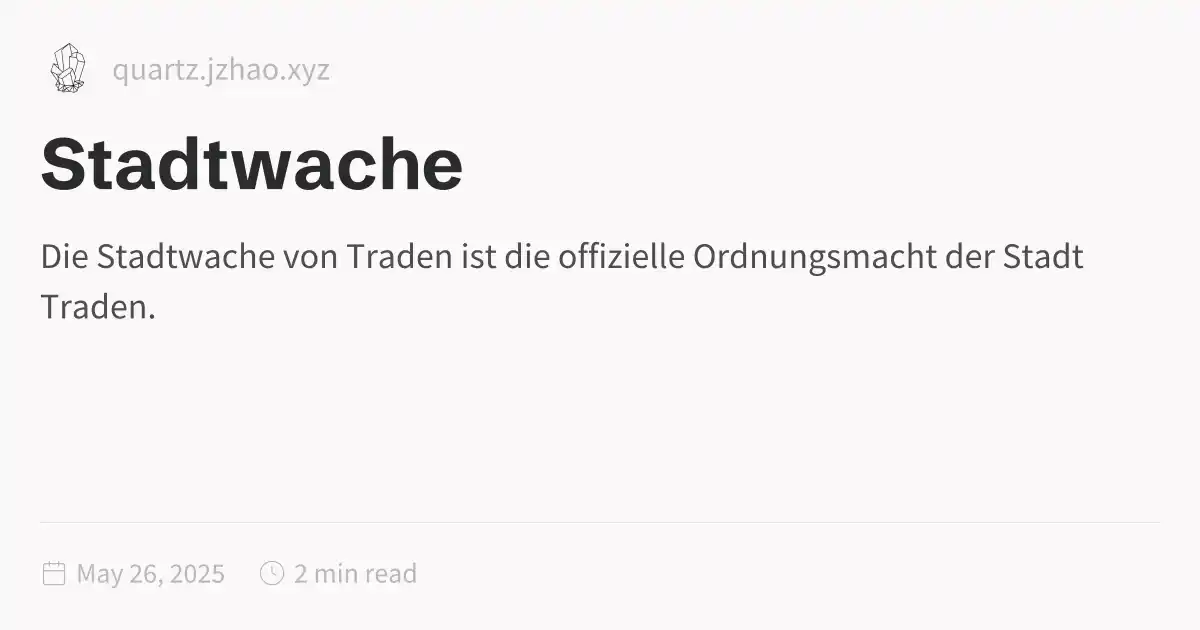 quartz.jzhao.xyz
Stadtwache
Die Stadtwache von Traden ist die offizielle Ordnungsmacht der Stadt
Traden.
May 26, 2025 2 min read